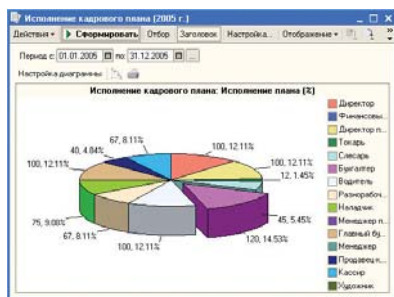 Исполнение кадрового плана (2005 г.)
Действия Сформировать Отбор Заголовок Настройка... Отображение
Период с: 01.01.2005 по: 31.12.2005 ...
Настройка диаграммы
Исполнение кадрового плана: Исполнение плана (%)
67, 8.11%
100, 12.11%
40, 4.84%
100, 12.11%
100, 12.11%
12, 1.45%
75, 9.08%
45, 5.45%
67, 8.11%
120, 14.53%
100, 12.11%
Директор
Финансовы...
Директор п...
Токарь
Слесарь
Бухгалтер
Водитель
Разнорабоч...
Наладчик
Менеджер п...
Главный бу...
Менеджер
Продавец н...
Кассир
Художник